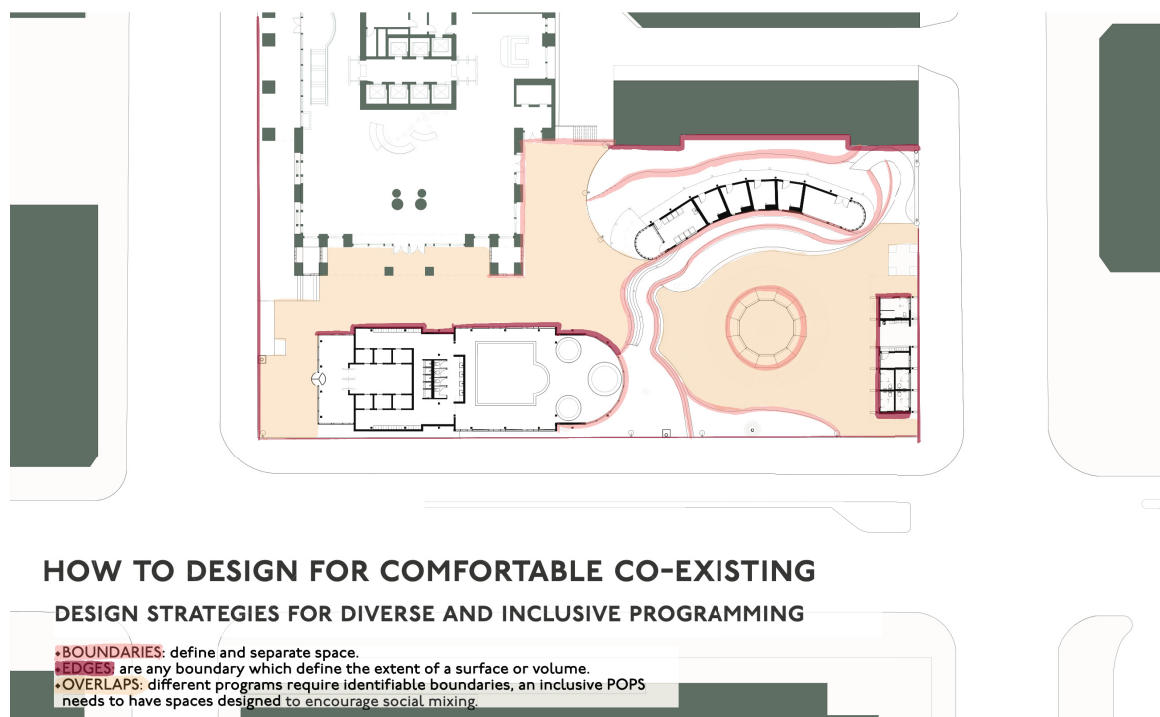 HOW TO DESIGN FOR COMFORTABLE CO-EXISTING
DESIGN STRATEGIES FOR DIVERSE AND INCLUSIVE PROGRAMMING
•BOUNDARIES: define and separate space.
•EDGES: are any boundary which define the extent of a surface or volume.
•OVERLAPS: different programs require identifiable boundaries, an inclusive POPS
needs to have spaces designed to encourage social mixing.